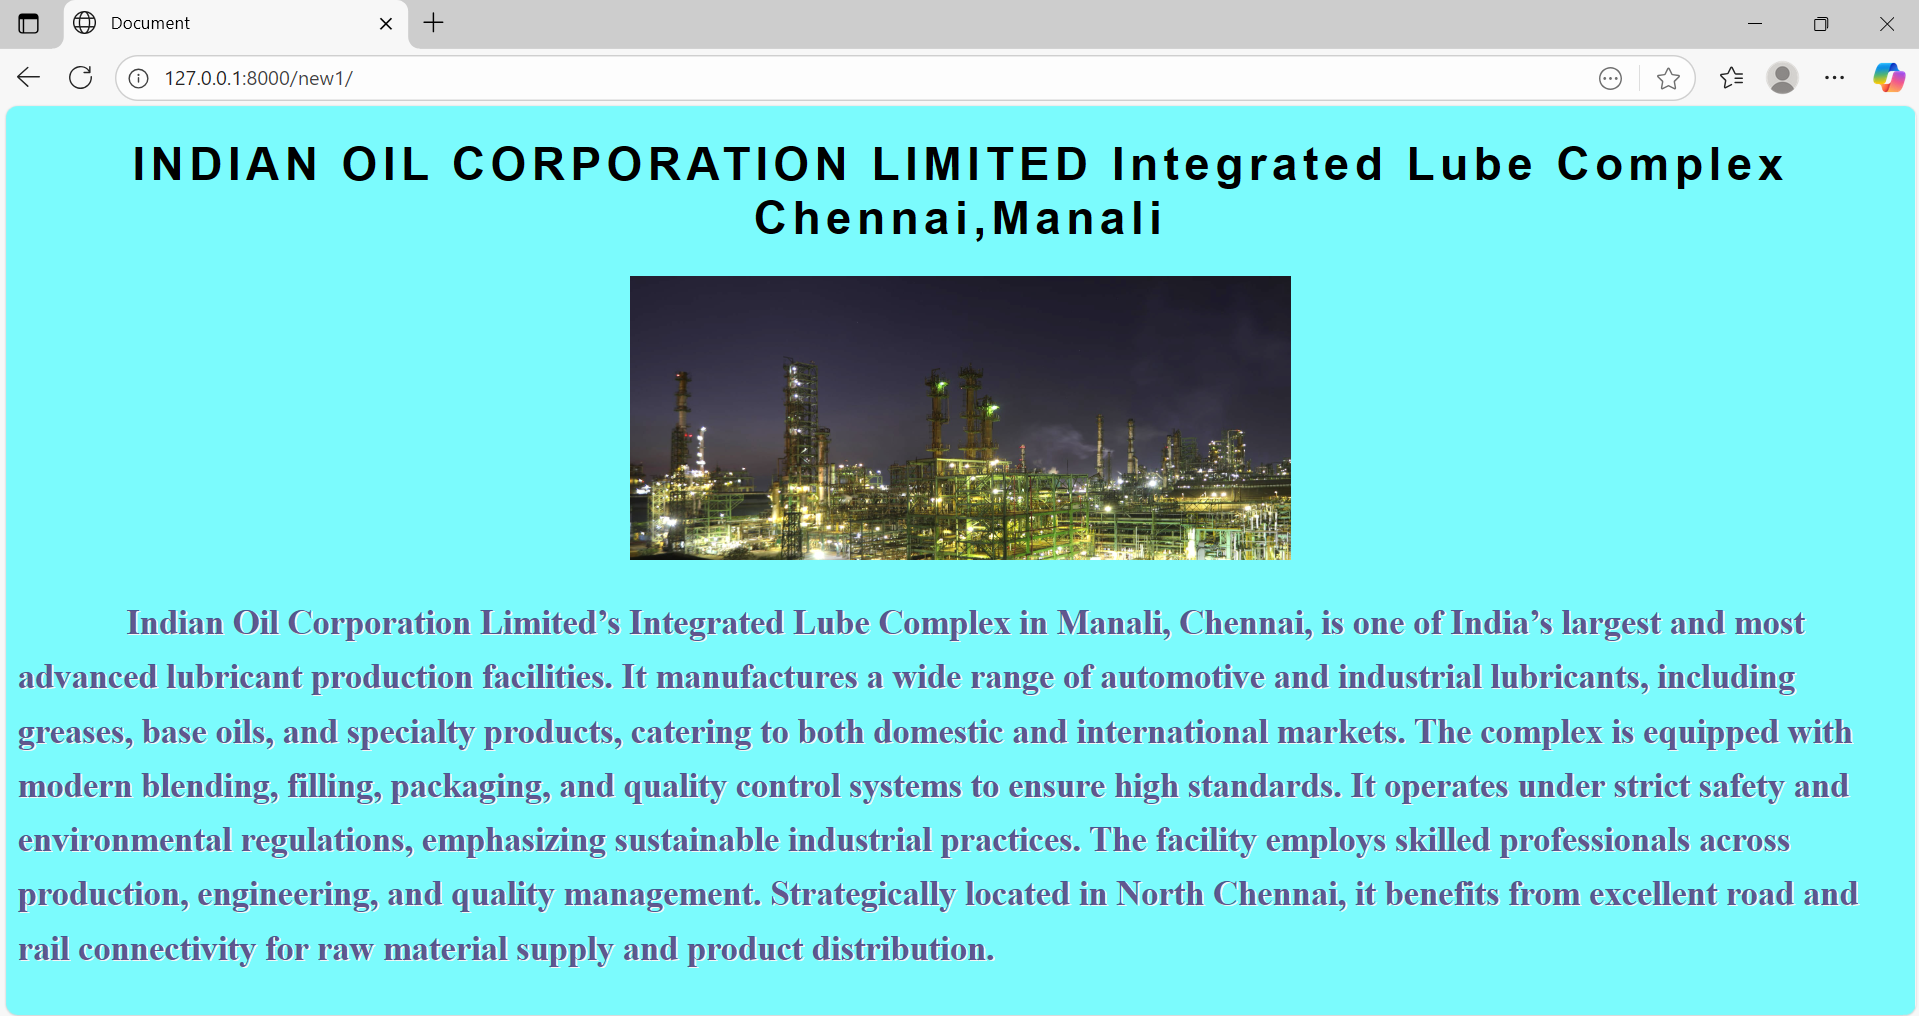 Document
127.0.0.1:8000/new1/
INDIAN OIL CORPORATION LIMITED Integrated Lube Complex
Chennai,Manali
Indian Oil Corporation Limited’s Integrated Lube Complex in Manali, Chennai, is one of India’s largest and most
advanced lubricant production facilities. It manufactures a wide range of automotive and industrial lubricants, including
greases, base oils, and specialty products, catering to both domestic and international markets. The complex is equipped with
modern blending, filling, packaging, and quality control systems to ensure high standards. It operates under strict safety and
environmental regulations, emphasizing sustainable industrial practices. The facility employs skilled professionals across
production, engineering, and quality management. Strategically located in North Chennai, it benefits from excellent road and
rail connectivity for raw material supply and product distribution.